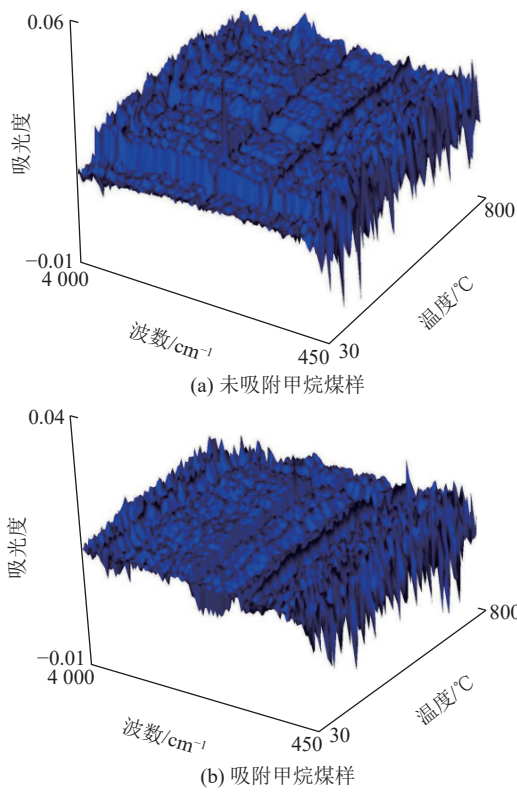 0.06
吸光度
−0.01
4 000
波数/cm⁻¹
450
30
温度/℃
800
(a) 未吸附甲烷煤样
0.04
吸光度
−0.01
4 000
波数/cm⁻¹
450
30
温度/℃
800
(b) 吸附甲烷煤样